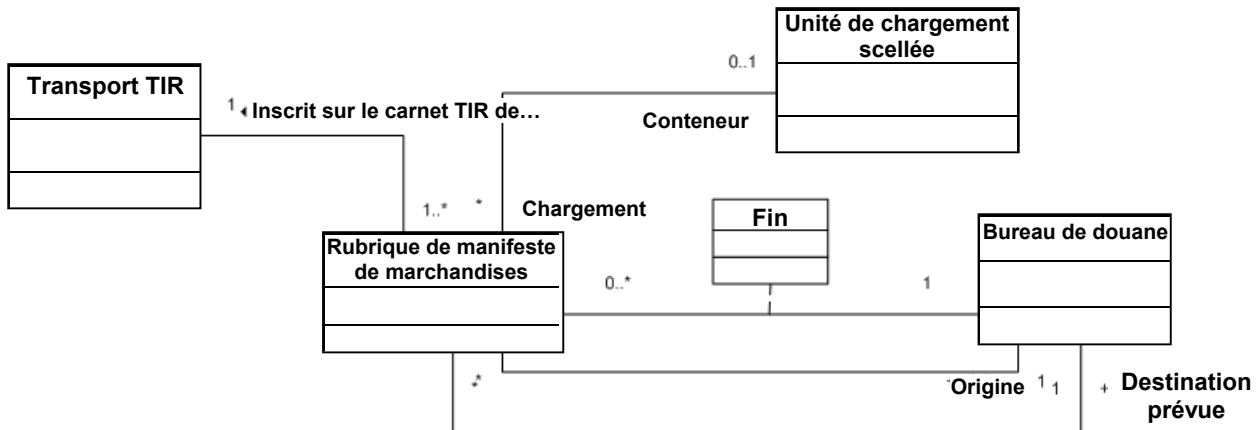 Unité de chargement
scellée
0..1
Transport TIR
1
Inscrit sur le carnet TIR de…
Conteneur
1..*
*
Chargement
Fin
Rubrique de manifeste
de marchandises
Bureau de douane
0..*
1
*
Origine
1
1
+
Destination
prévue